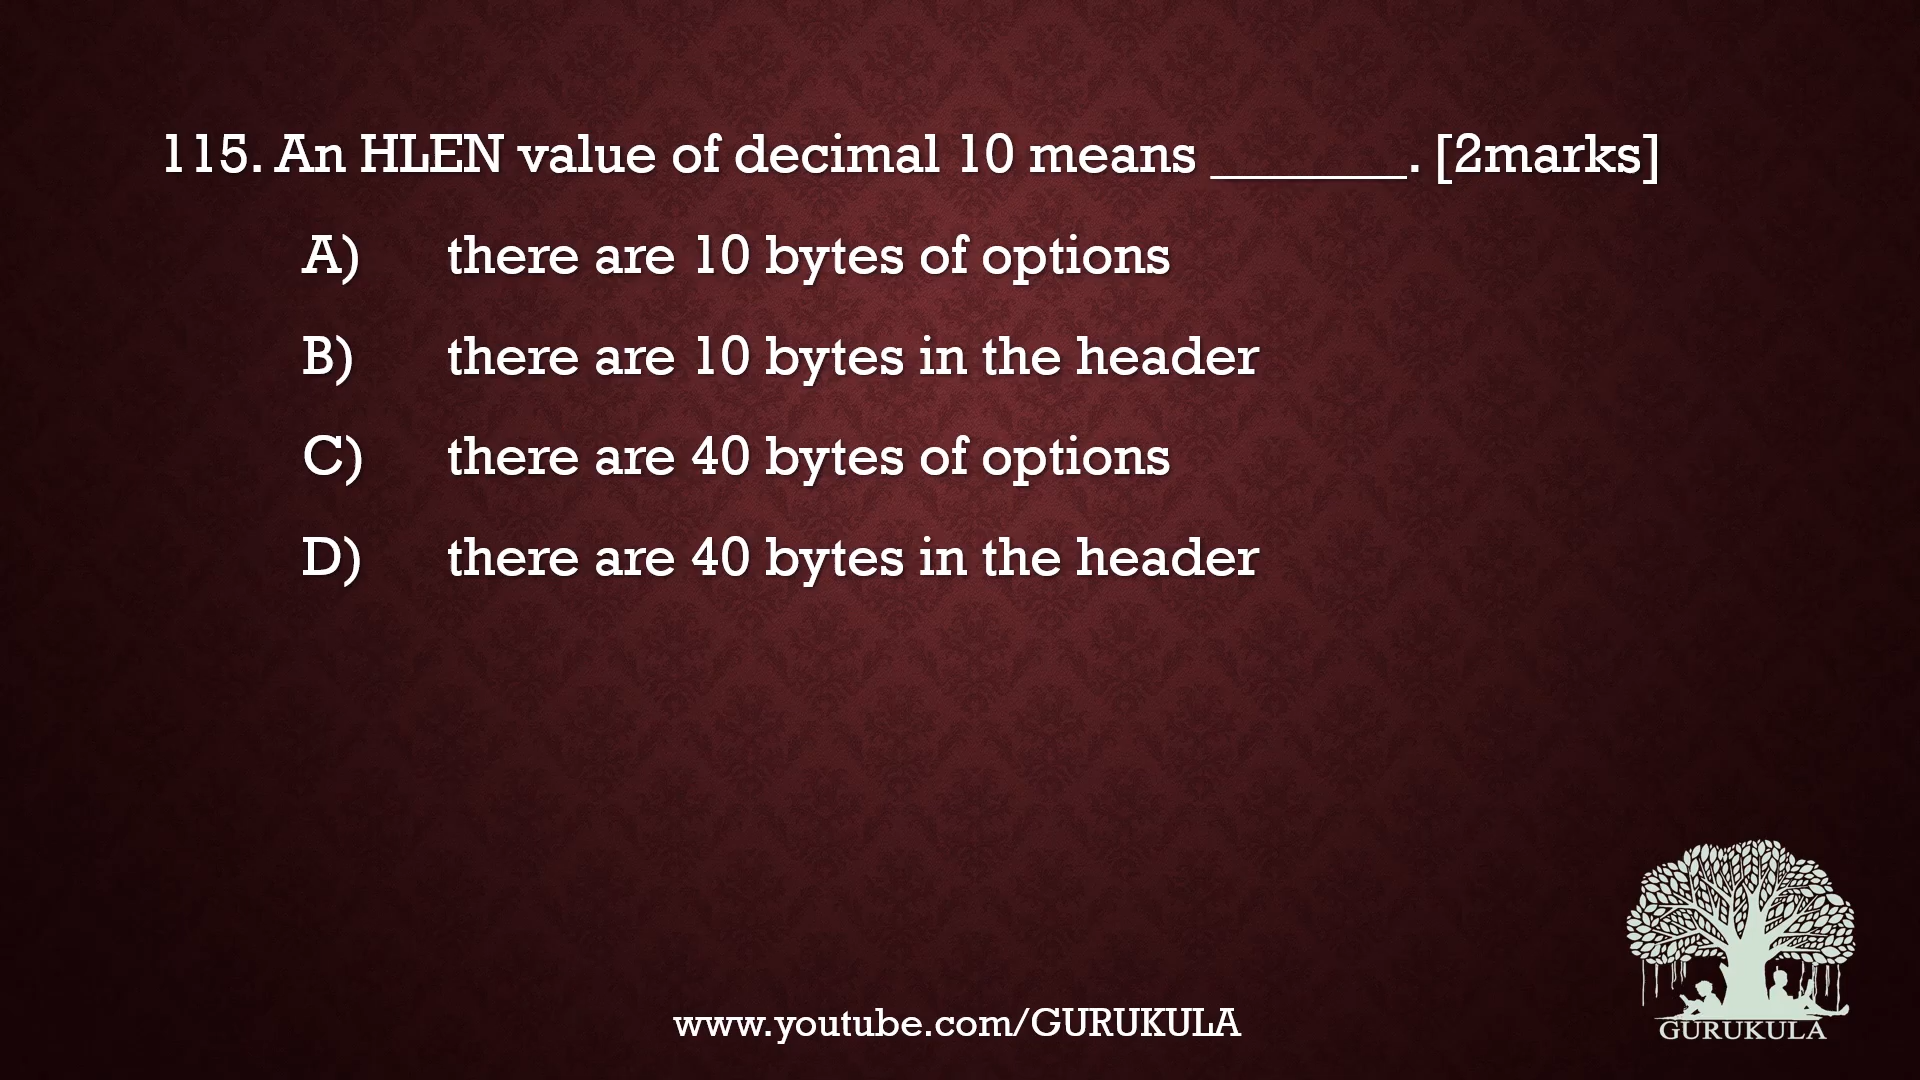 115. An HLEN value of decimal 10 means _______. [2marks]
A) there are 10 bytes of options
B) there are 10 bytes in the header
C) there are 40 bytes of options
D) there are 40 bytes in the header
GURUKULA
www.youtube.com/GURUKULA